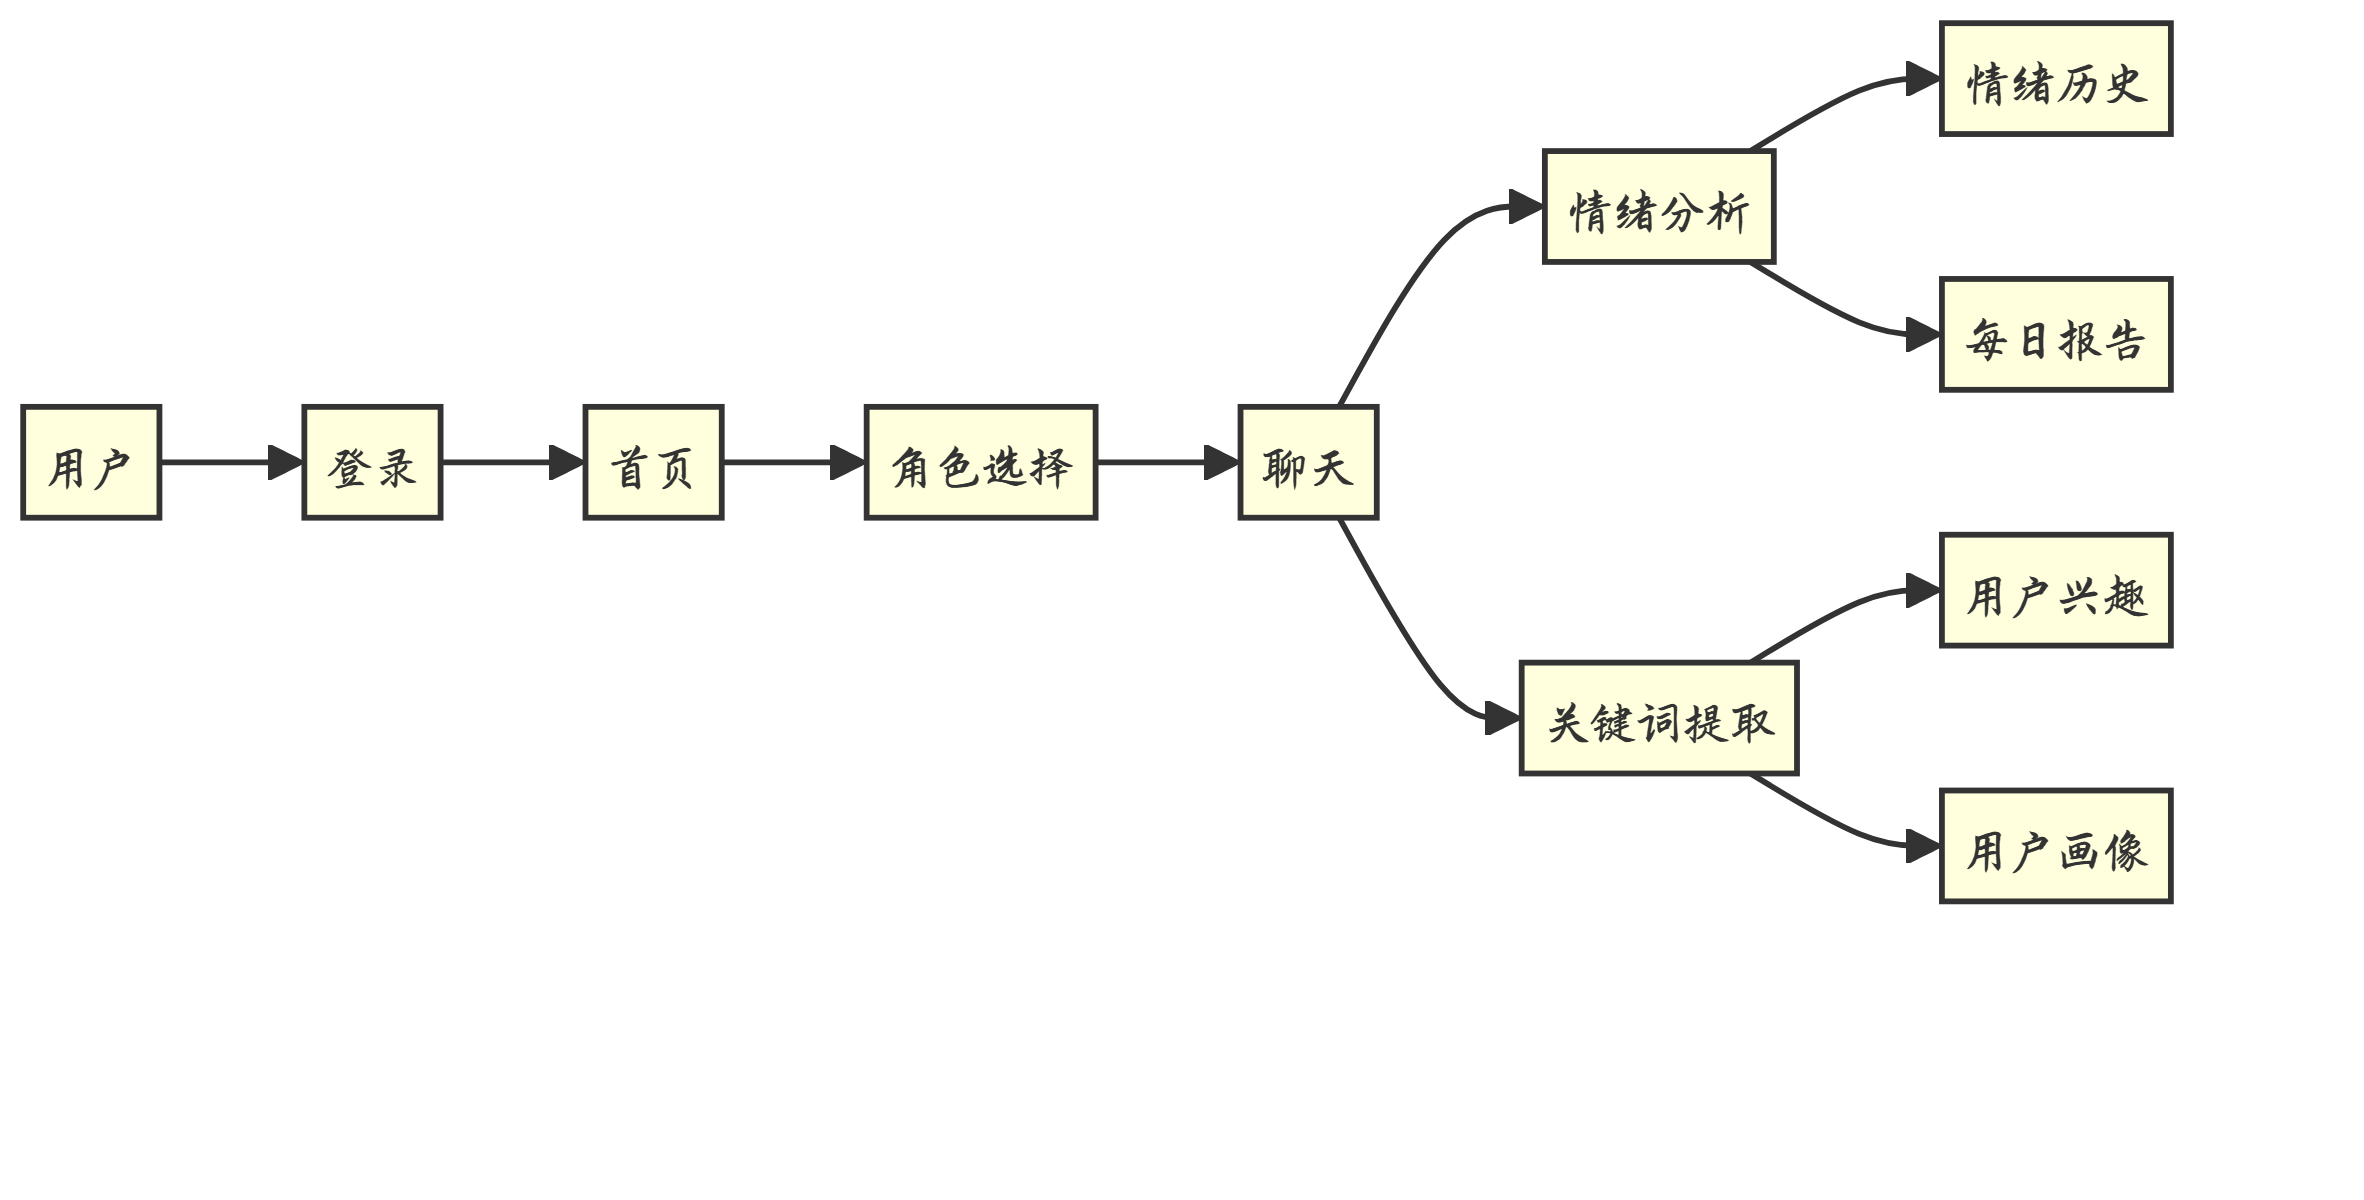 用户
登录
首页
角色选择
聊天
情绪分析
情绪历史
每日报告
关键词提取
用户兴趣
用户画像